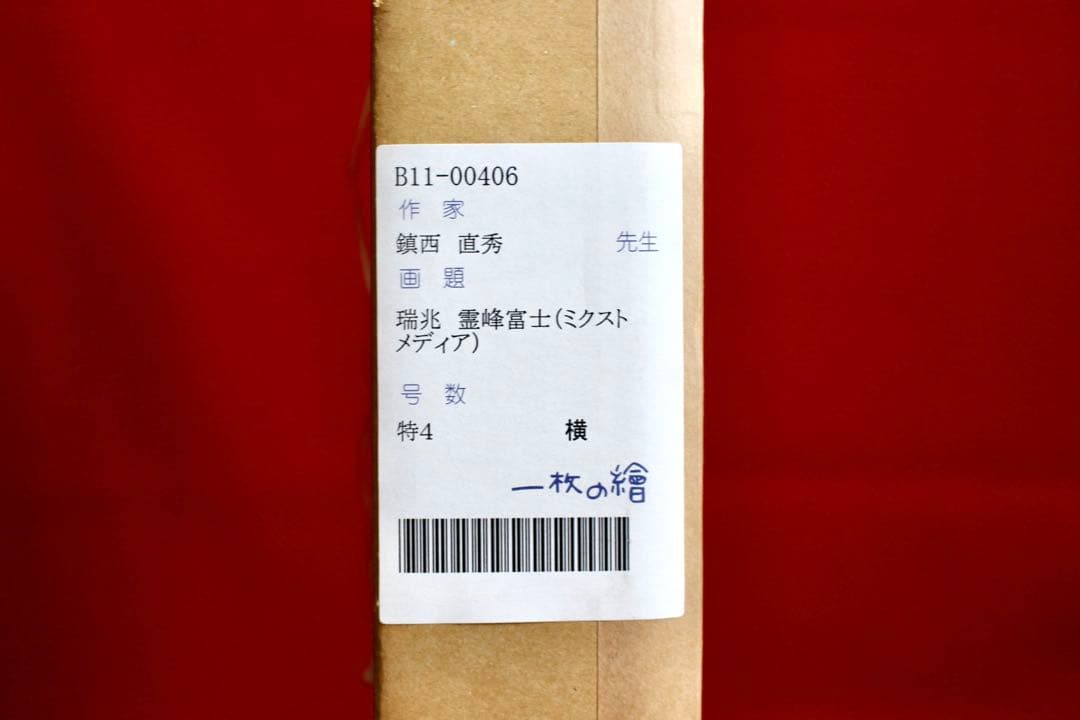 B11-00406
作 家
鎮西 直秀 先生
画 題
瑞兆 霊峰富士(ミクスト
メディア)
号 数
特4 横
一枚の繪